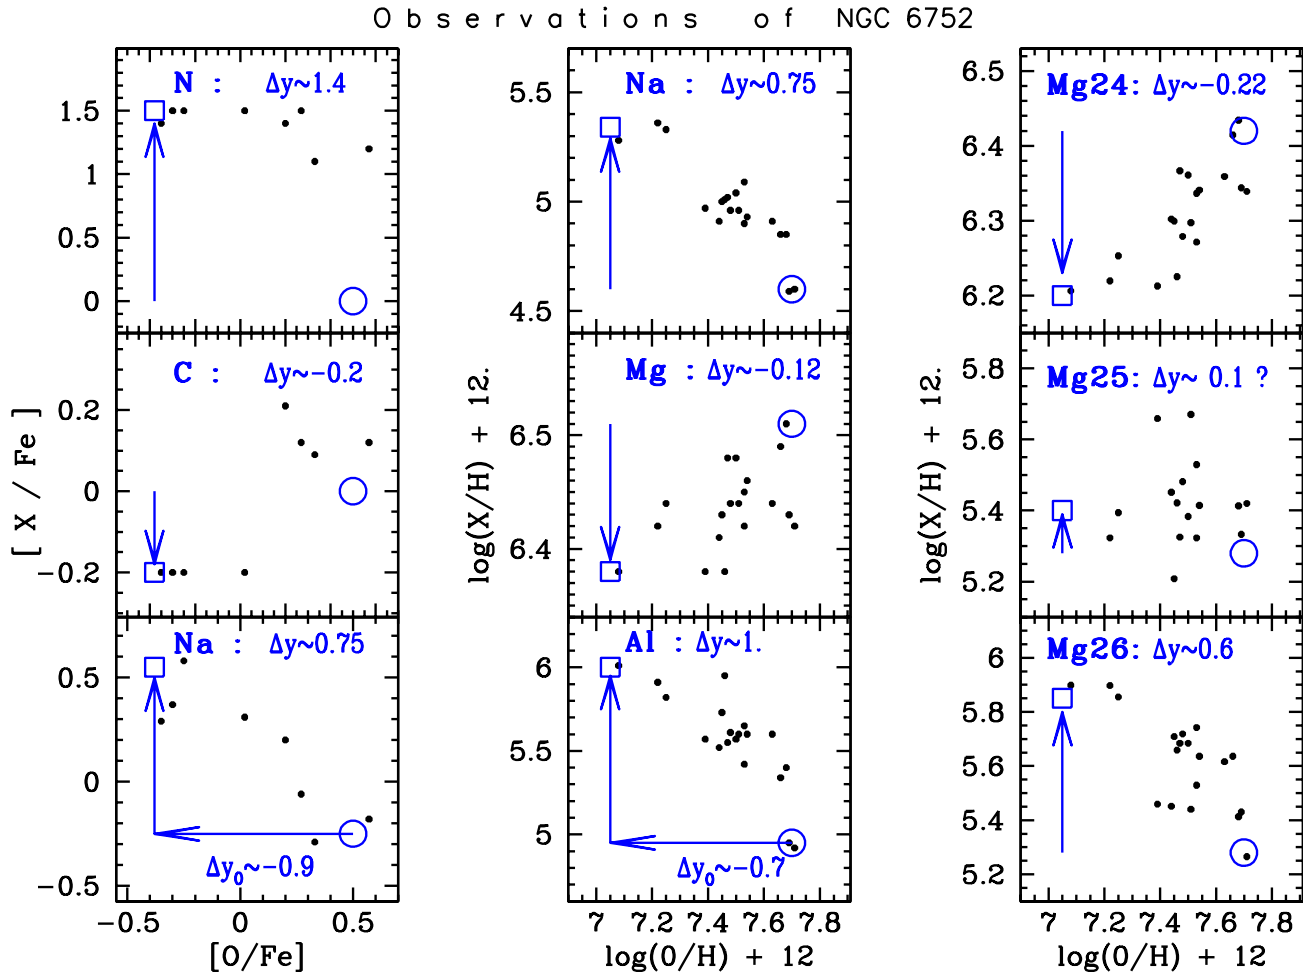 Observations of NGC 6752
N : Δy~1.4
1.5
1
0.5
0
C : Δy~-0.2
0.2
0
-0.2
[ X / Fe ]
Na : Δy~0.75
0.5
0
-0.5
Δy₀~-0.9
-0.5 0 0.5
[O/Fe]
Na : Δy~0.75
5.5
5
4.5
Mg : Δy~-0.12
6.5
6.4
log(X/H) + 12.
Al : Δy~1.
6
5.5
5
Δy₀~-0.7
7 7.2 7.4 7.6 7.8
log(O/H) + 12
Mg24: Δy~-0.22
6.5
6.4
6.3
6.2
Mg25: Δy~ 0.1 ?
5.8
5.6
5.4
5.2
log(X/H) + 12.
Mg26: Δy~0.6
6
5.8
5.6
5.4
5.2
7 7.2 7.4 7.6 7.8
log(O/H) + 12